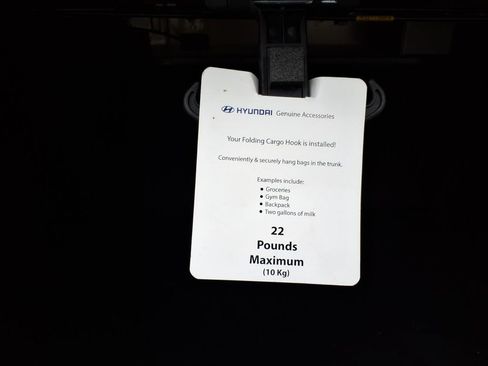 HYUNDAI Genuine Accessories
Your Folding Cargo Hook is installed!
Conveniently & securely hang bags in the trunk.
Examples include:
● Groceries
● Gym Bag
● Backpack
● Two gallons of milk
22
Pounds
Maximum
(10 Kg)